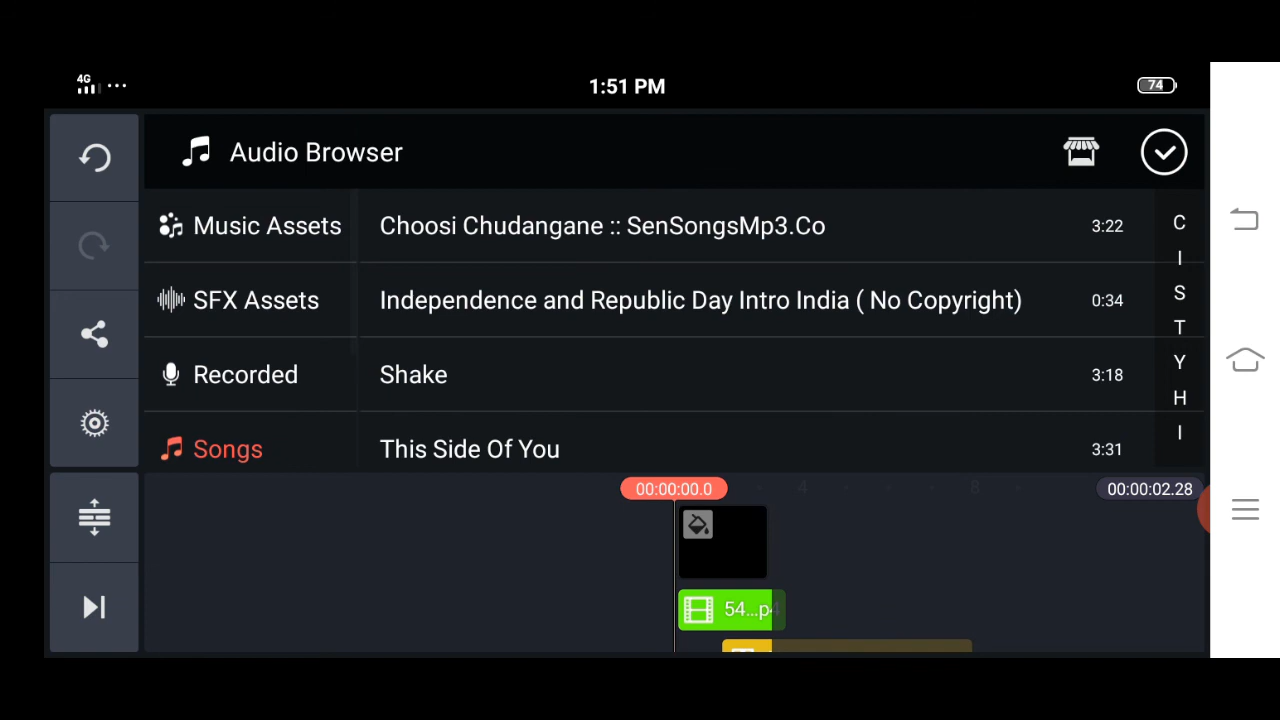 4G
1:51 PM
74
Audio Browser
Music Assets
Choosi Chudangane :: SenSongsMp3.Co
3:22
SFX Assets
Independence and Republic Day Intro India ( No Copyright)
0:34
Recorded
Shake
3:18
Songs
This Side Of You
3:31
C
I
S
T
Y
H
I
00:00:00.0
4
8
00:00:02.28
54...p4